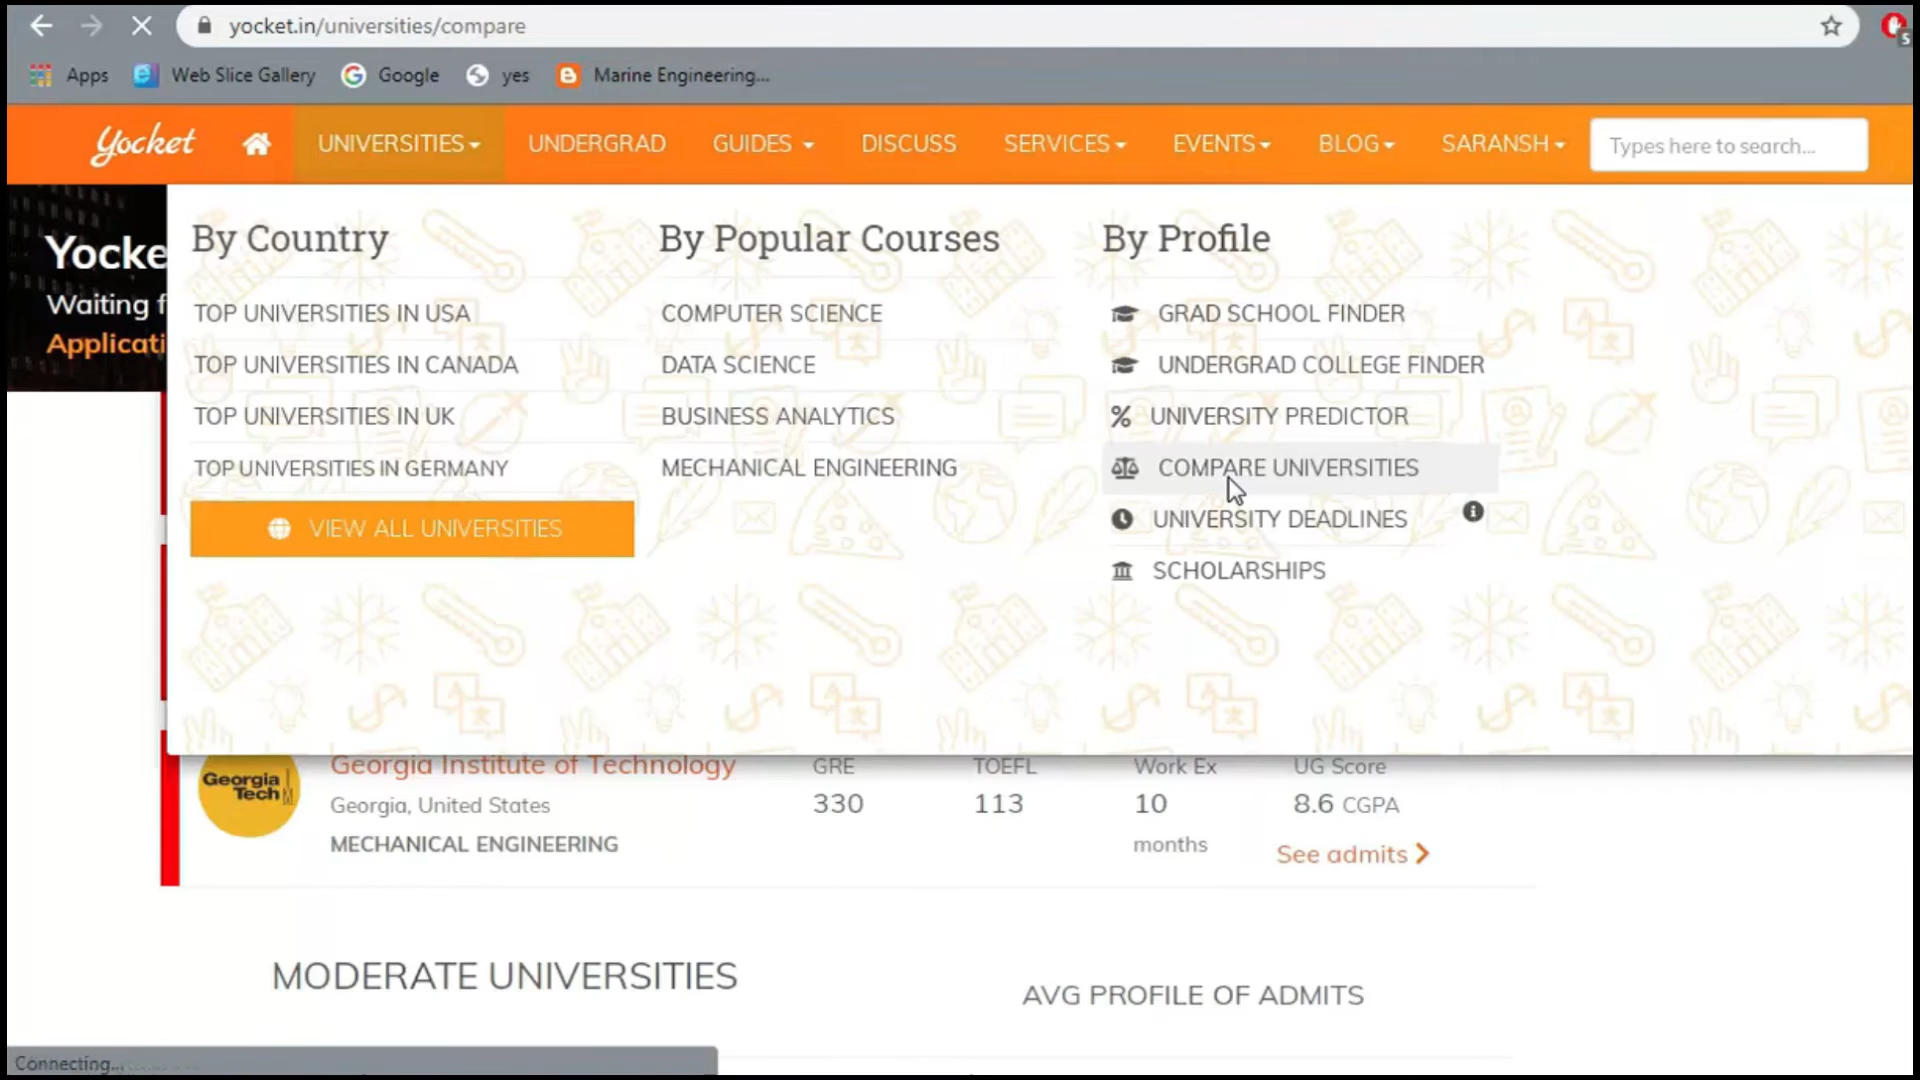 yocket.in/universities/compare
5
Apps Web Slice Gallery Google yes Marine Engineering...
Yocket UNIVERSITIES UNDERGRAD GUIDES DISCUSS SERVICES EVENTS BLOG SARANSH Types here to search...
Yocke
Waiting f
Applicati
By Country
TOP UNIVERSITIES IN USA
TOP UNIVERSITIES IN CANADA
TOP UNIVERSITIES IN UK
TOP UNIVERSITIES IN GERMANY
VIEW ALL UNIVERSITIES
By Popular Courses
COMPUTER SCIENCE
DATA SCIENCE
BUSINESS ANALYTICS
MECHANICAL ENGINEERING
By Profile
GRAD SCHOOL FINDER
UNDERGRAD COLLEGE FINDER
% UNIVERSITY PREDICTOR
COMPARE UNIVERSITIES
UNIVERSITY DEADLINES
SCHOLARSHIPS
Georgia Tech
Georgia Institute of Technology GRE TOEFL Work Ex UG Score
Georgia, United States 330 113 10 8.6 CGPA
MECHANICAL ENGINEERING months See admits
MODERATE UNIVERSITIES
AVG PROFILE OF ADMITS
Connecting...